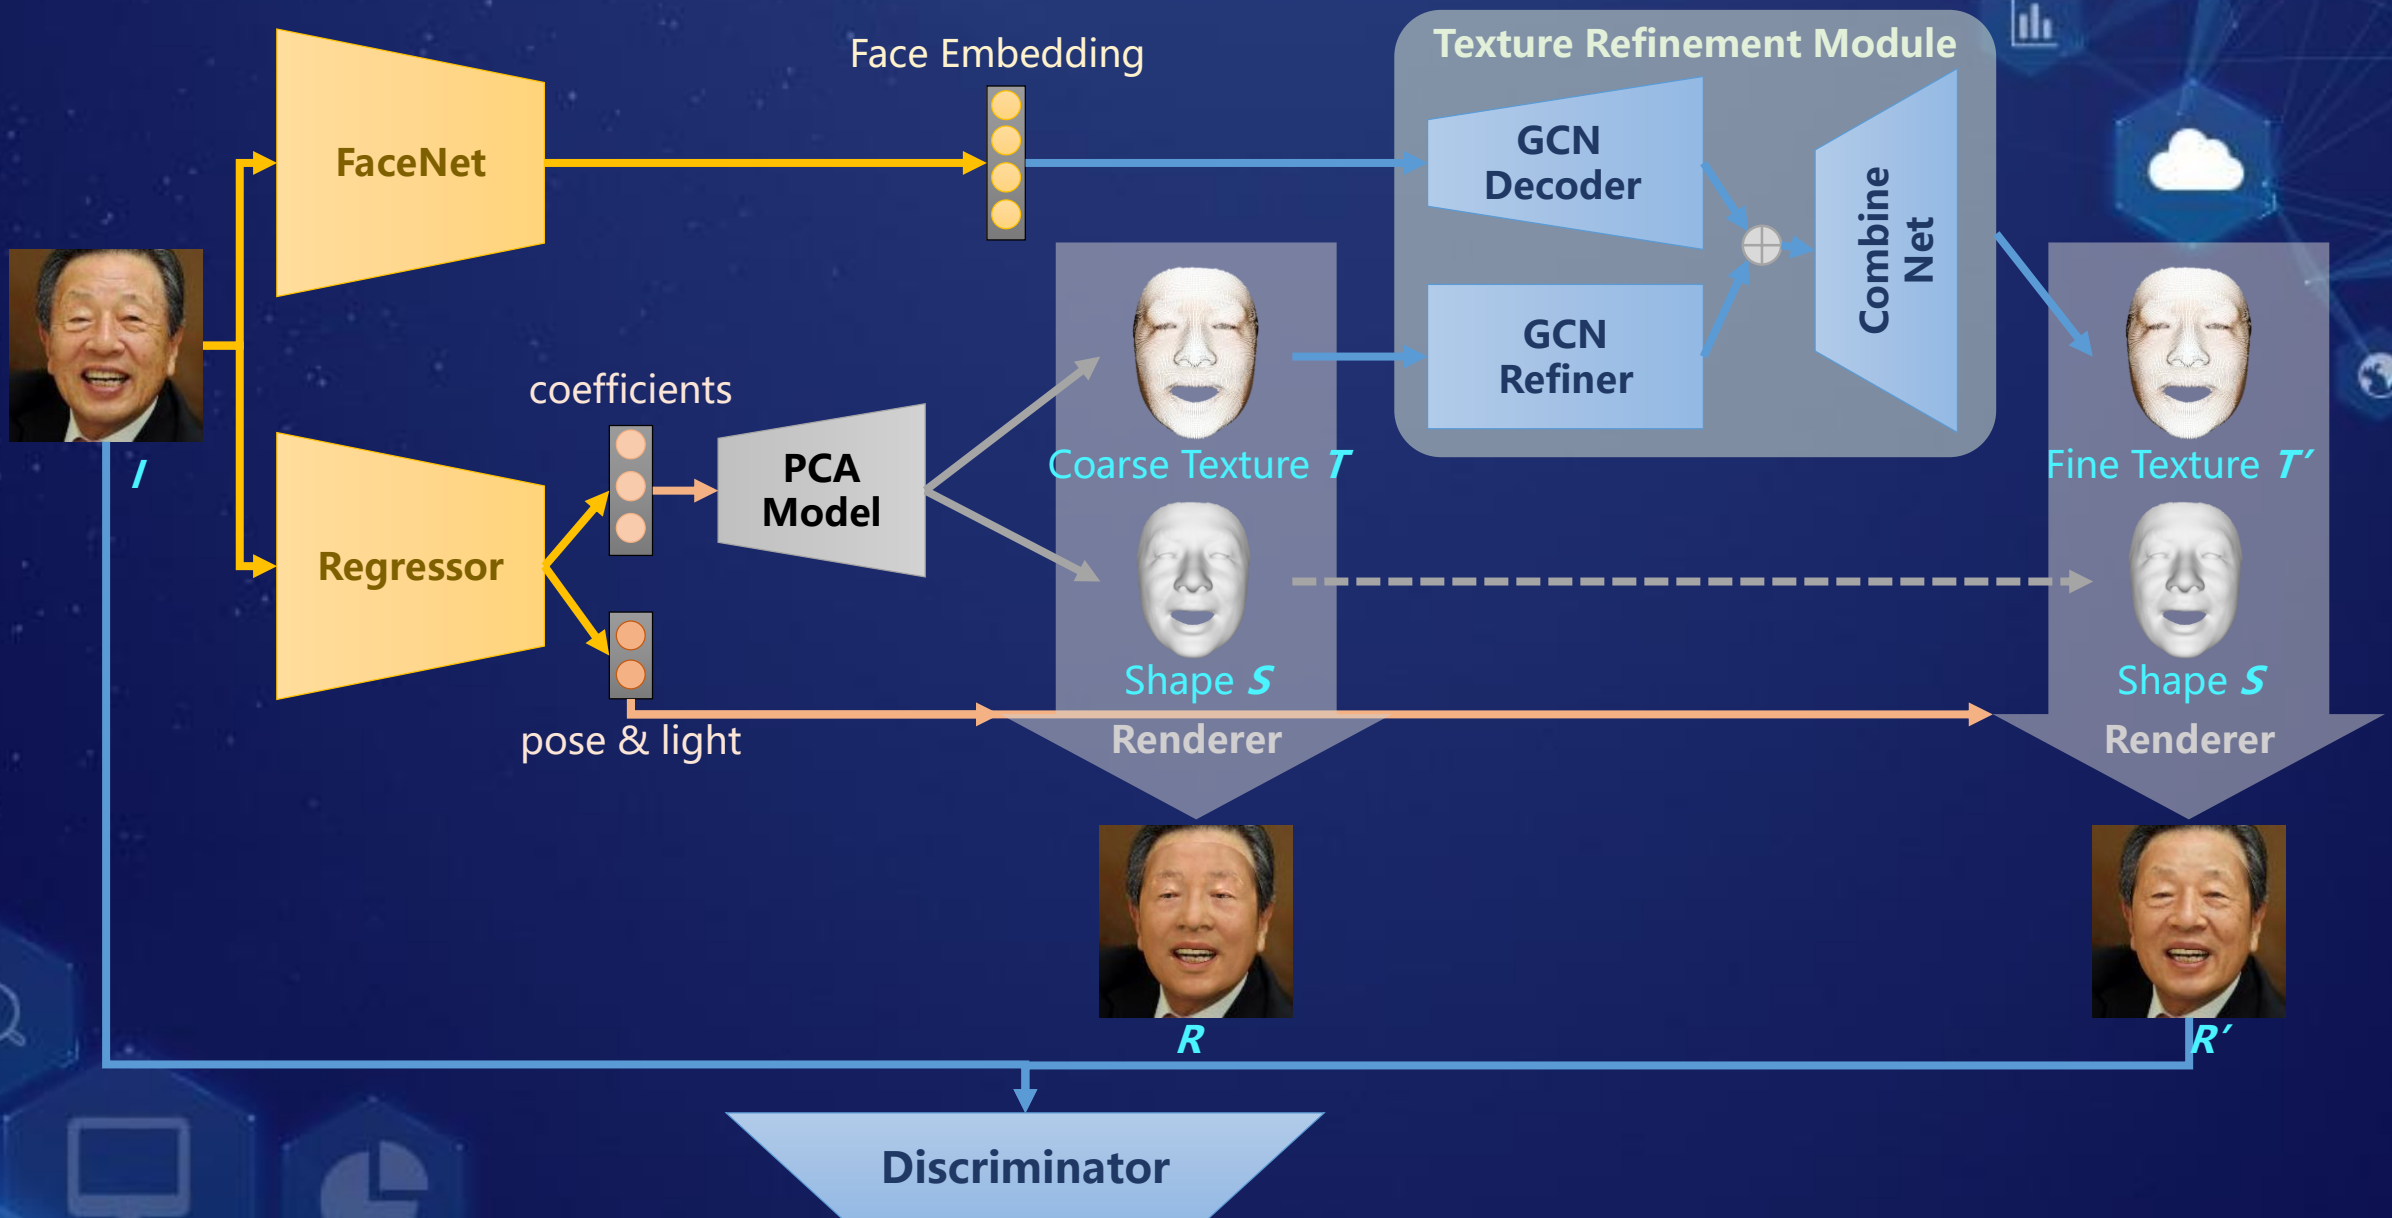 Texture Refinement Module
Face Embedding
FaceNet
GCN
Decoder
Combine
Net
GCN
Refiner
I
coefficients
PCA
Model
Coarse Texture T
Fine Texture T′
Regressor
Shape S
Shape S
pose & light
Renderer
Renderer
R
R′
Discriminator